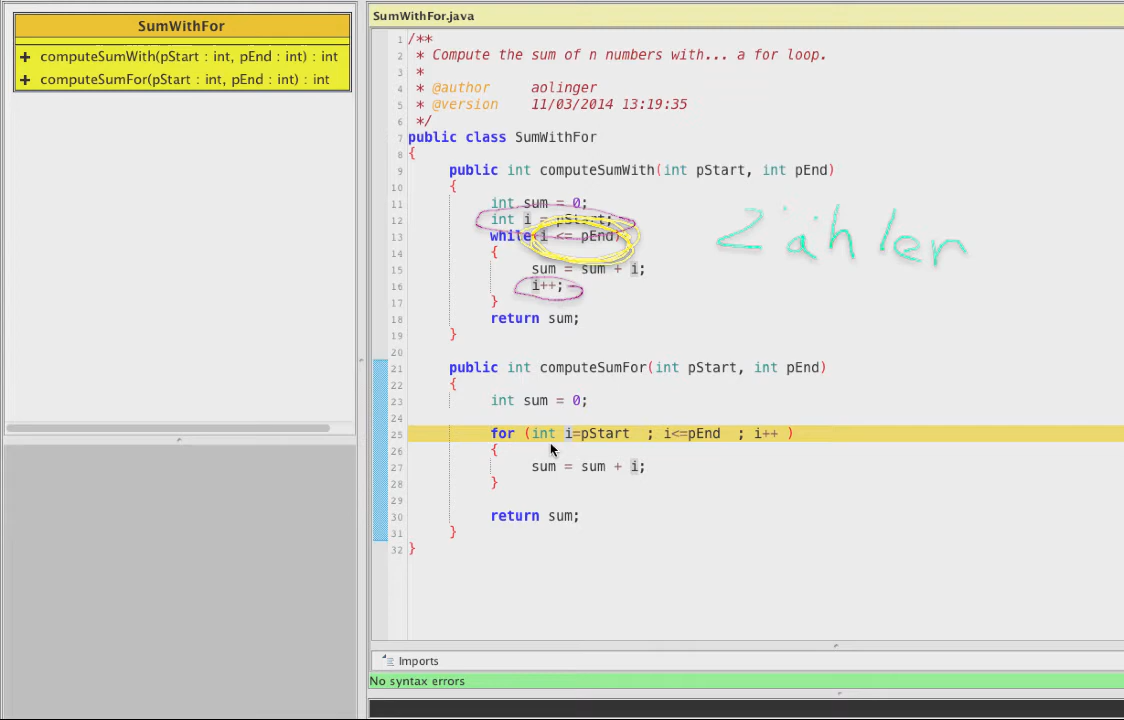 SumWithFor
+ computeSumWith(pStart : int, pEnd : int) : int
+ computeSumFor(pStart : int, pEnd : int) : int
SumWithFor.java
1 /**
2 * Compute the sum of n numbers with... a for loop.
3 *
4 * @author aolinger
5 * @version 11/03/2014 13:19:35
6 */
7 public class SumWithFor
8 {
9 public int computeSumWith(int pStart, int pEnd)
10 {
11 int sum = 0;
12 int i = pStart;
13 while(i <= pEnd)
14 {
15 sum = sum + i;
16 i++;
17 }
18 return sum;
19 }
20
21 public int computeSumFor(int pStart, int pEnd)
22 {
23 int sum = 0;
24
25 for (int i=pStart ; i<=pEnd ; i++ )
26 {
27 sum = sum + i;
28 }
29
30 return sum;
31 }
32 }
Zähler
Imports
No syntax errors